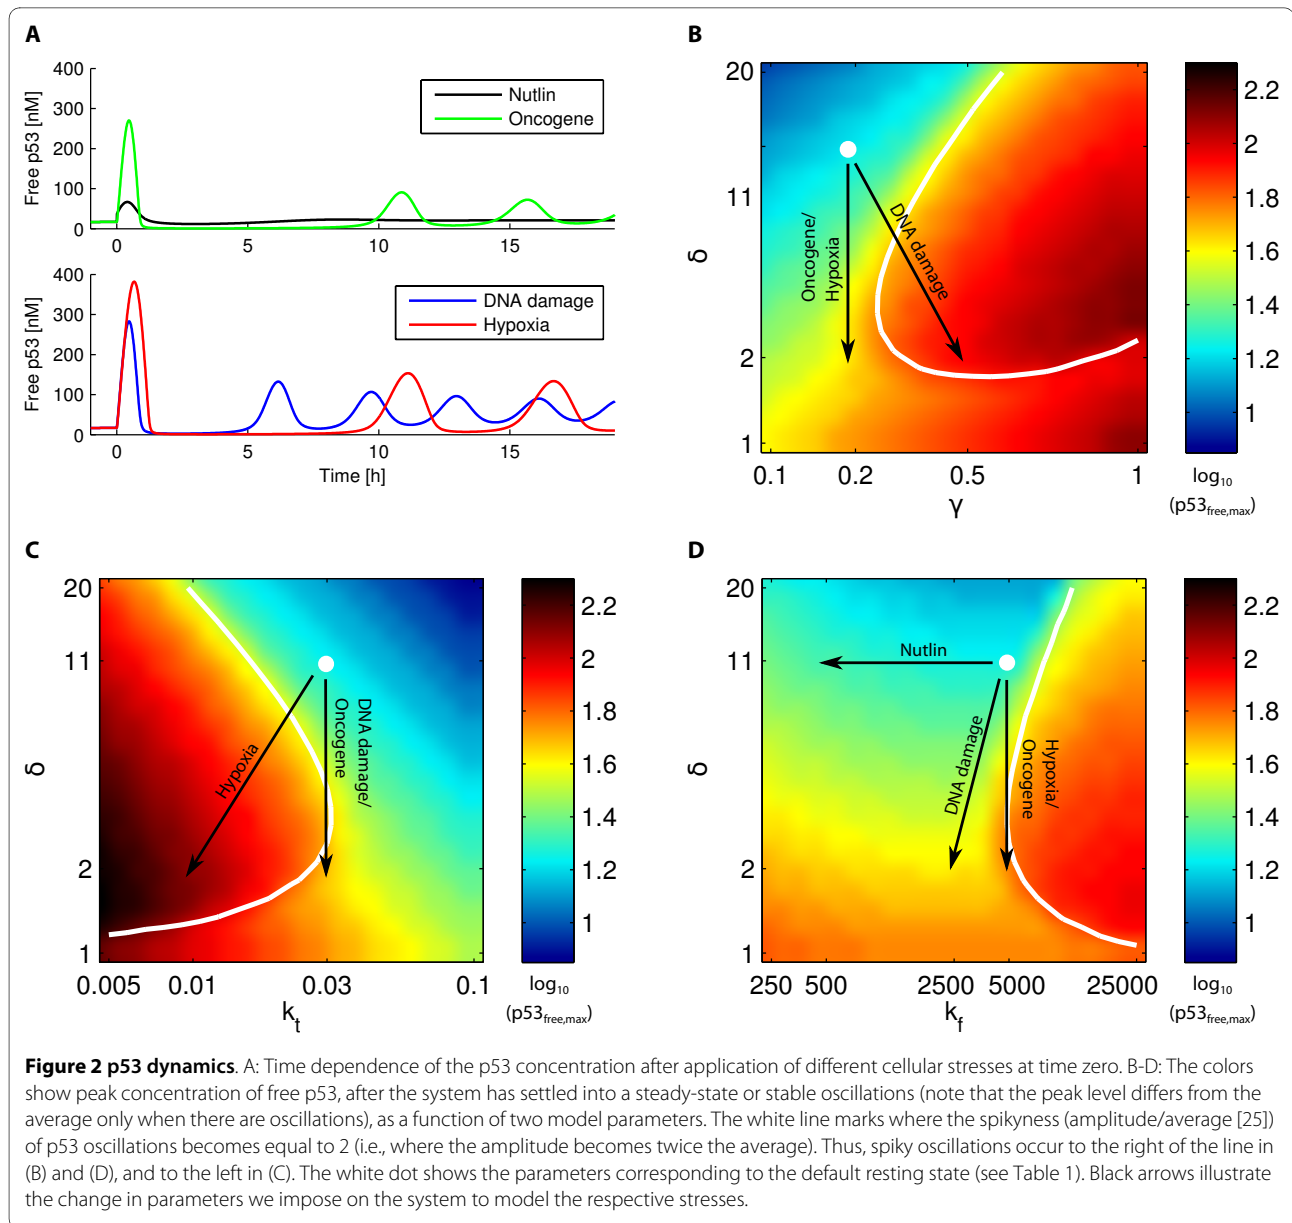 A
400
300
200
100
0
Free p53 [nM]
Nutlin
Oncogene
0
5
10
15
400
300
200
100
0
Free p53 [nM]
DNA damage
Hypoxia
0
5
10
15
Time [h]
B
20
11
2
1
δ
Oncogene/
Hypoxia
DNA damage
0.1
0.2
0.5
1
γ
2.2
2
1.8
1.6
1.4
1.2
1
log10
(p53free,max)
C
20
11
2
1
δ
Hypoxia
DNA damage/
Oncogene
0.005
0.01
0.03
0.1
kt
2.2
2
1.8
1.6
1.4
1.2
1
log10
(p53free,max)
D
20
11
2
1
δ
Nutlin
DNA damage
Hypoxia/
Oncogene
250
500
2500
5000
25000
kf
2.2
2
1.8
1.6
1.4
1.2
1
log10
(p53free,max)
Figure 2 p53 dynamics. A: Time dependence of the p53 concentration after application of different cellular stresses at time zero. B-D: The colors
show peak concentration of free p53, after the system has settled into a steady-state or stable oscillations (note that the peak level differs from the
average only when there are oscillations), as a function of two model parameters. The white line marks where the spikyness (amplitude/average [25])
of p53 oscillations becomes equal to 2 (i.e., where the amplitude becomes twice the average). Thus, spiky oscillations occur to the right of the line in
(B) and (D), and to the left in (C). The white dot shows the parameters corresponding to the default resting state (see Table 1). Black arrows illustrate
the change in parameters we impose on the system to model the respective stresses.